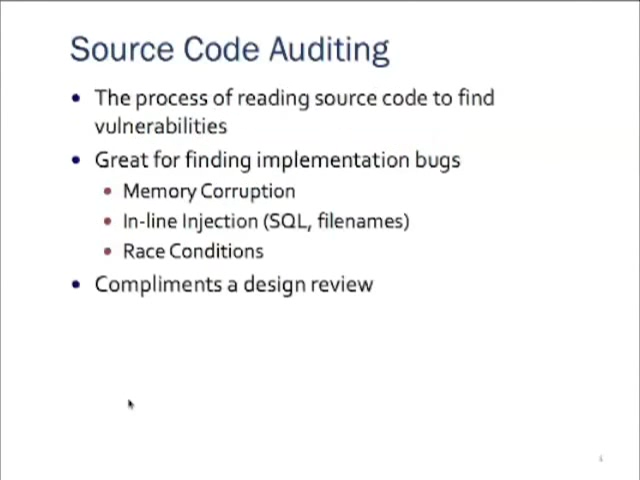 Source Code Auditing
• The process of reading source code to find
vulnerabilities
• Great for finding implementation bugs
• Memory Corruption
• In-line Injection (SQL, filenames)
• Race Conditions
• Compliments a design review